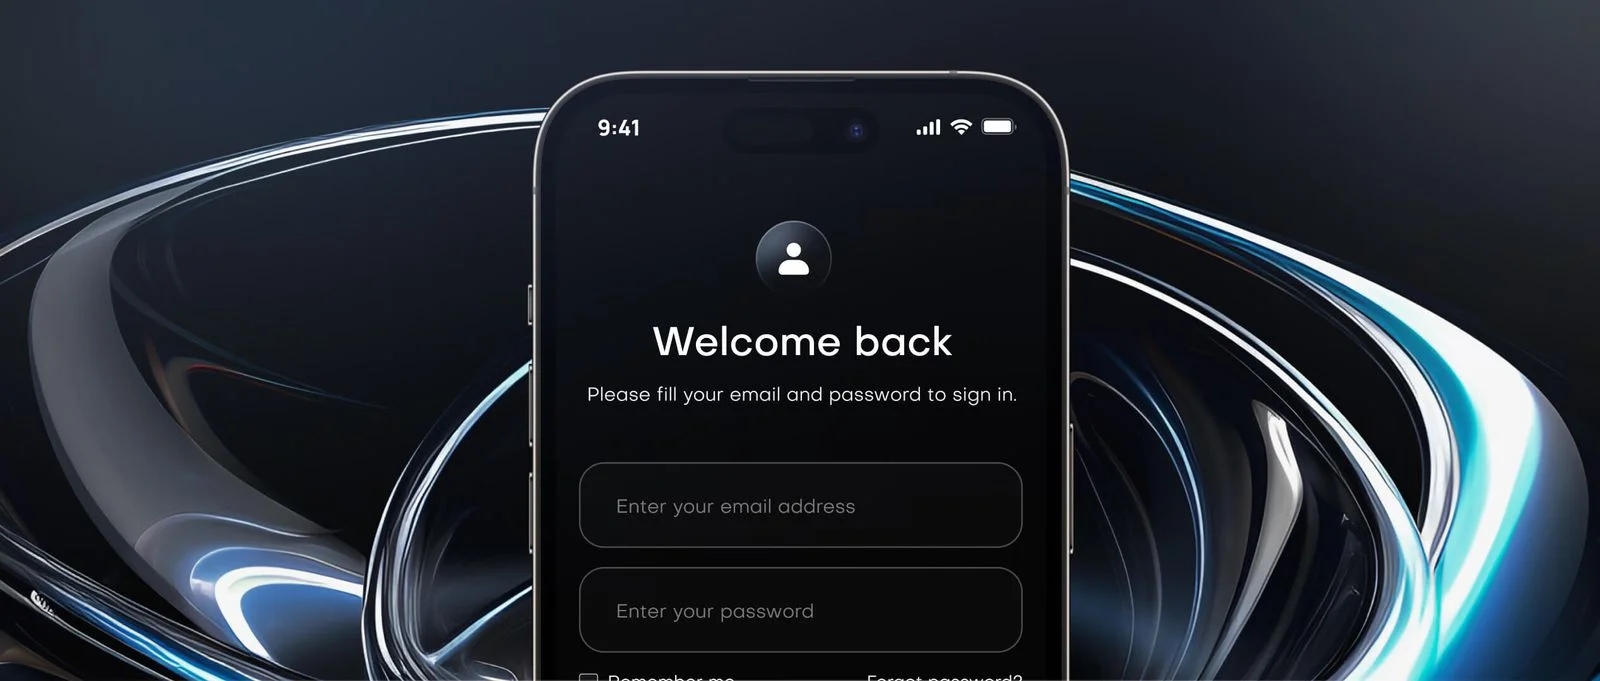 9:41
Welcome back
Please fill your email and password to sign in.
Enter your email address
Enter your password
Remember me
Forgot password?